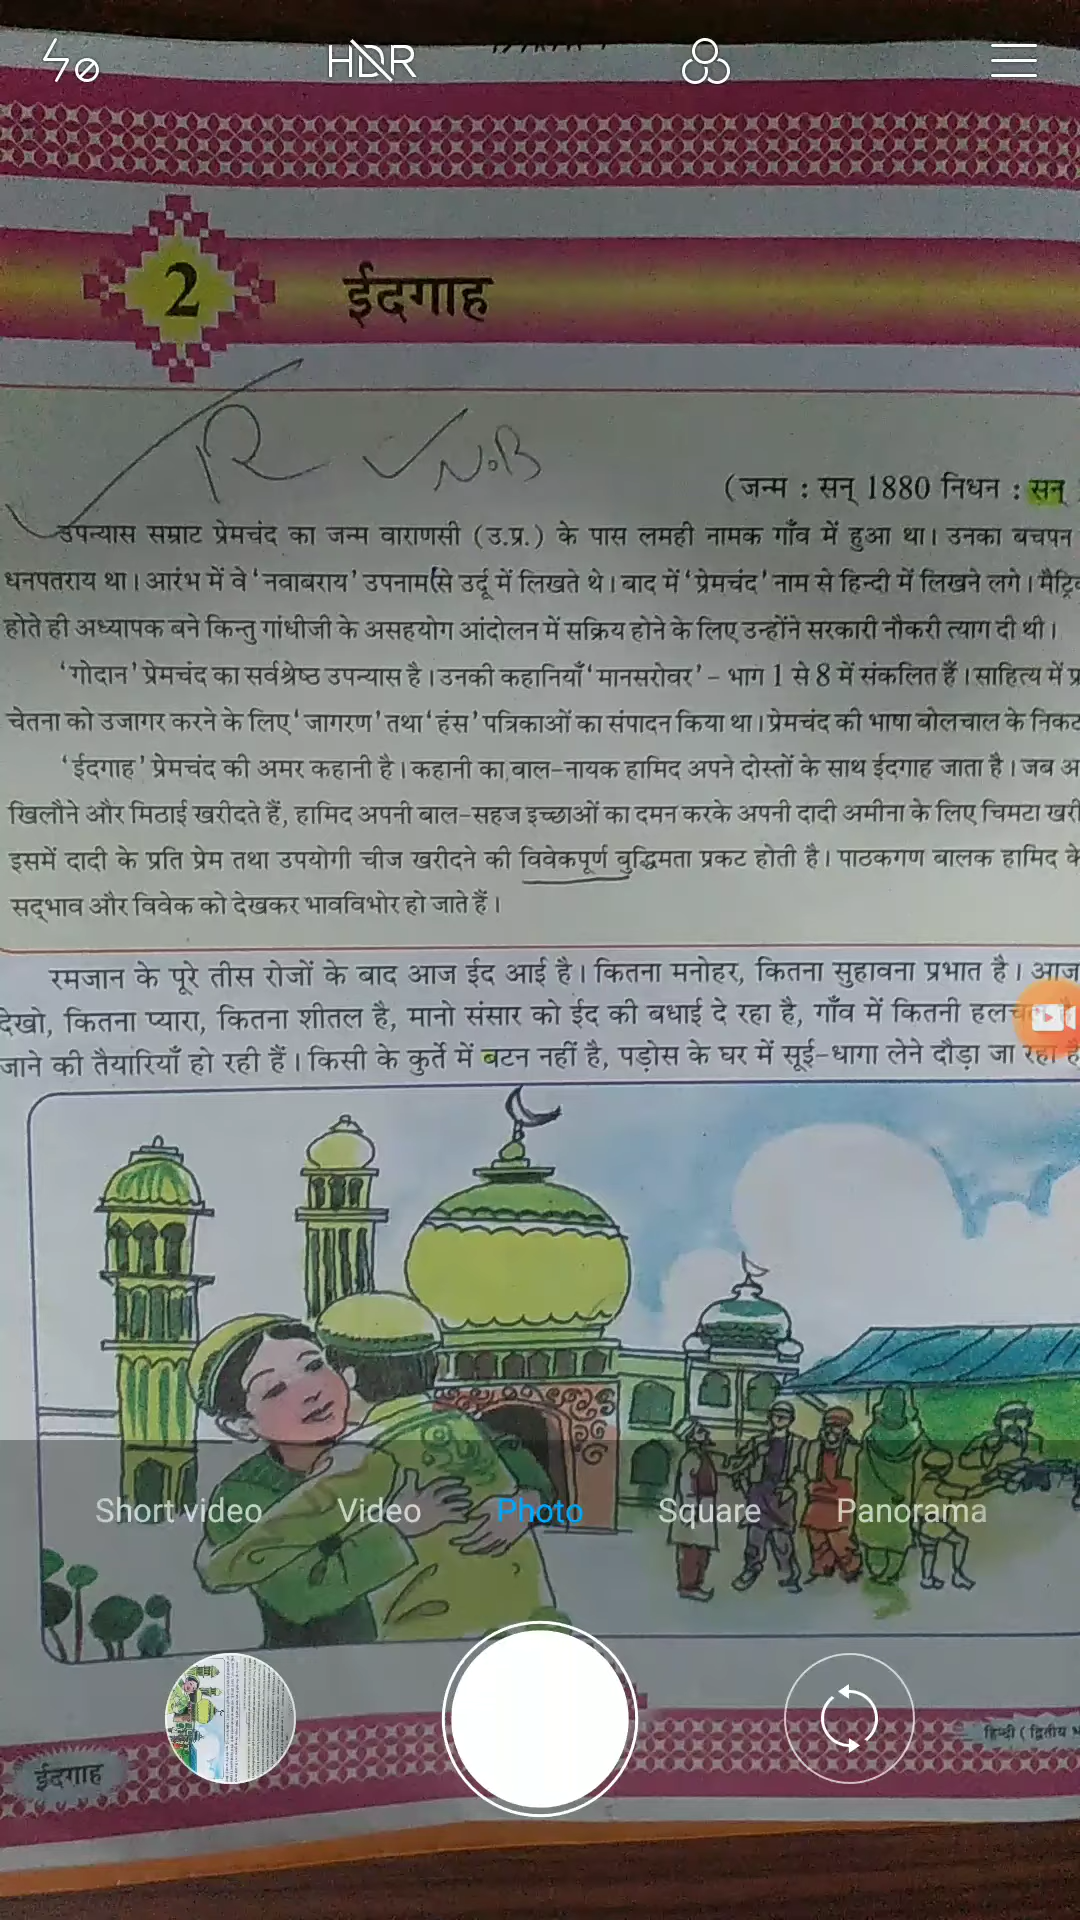 HDR
2
ईदगाह
R N.B
(जन्म : सन् 1880 निधन : सन्
उपन्यास सम्राट प्रेमचंद का जन्म वाराणसी (उ.प्र.) के पास लमही नामक गाँव में हुआ था। उनका बचपन
धनपतराय था। आरंभ में वे 'नवाबराय' उपनाम से उर्दू में लिखते थे। बाद में 'प्रेमचंद' नाम से हिन्दी में लिखने लगे।
होते ही अध्यापक बने किन्तु गांधीजी के असहयोग आंदोलन में सक्रिय होने के लिए उन्होंने सरकारी नौकरी त्याग दी थी।
'गोदान' प्रेमचंद का सर्वश्रेष्ठ उपन्यास है। उनकी कहानियाँ 'मानसरोवर' - भाग 1 से 8 में संकलित हैं। साहित्य में
चेतना को उजागर करने के लिए 'जागरण' तथा 'हंस' पत्रिकाओं का संपादन किया था। प्रेमचंद की भाषा बोलचाल के निकट
'ईदगाह' प्रेमचंद की अमर कहानी है। कहानी का बाल-नायक हामिद अपने दोस्तों के साथ ईदगाह जाता है। जब
खिलौने और मिठाई खरीदते हैं, हामिद अपनी बाल-सहज इच्छाओं का दमन करके अपनी दादी अमीना के लिए चिमटा
इसमें दादी के प्रति प्रेम तथा उपयोगी चीज खरीदने की विवेकपूर्ण बुद्धिमता प्रकट होती है। पाठकगण बालक हामिद के
सद्भाव और विवेक को देखकर भावविभोर हो जाते हैं।
रमजान के पूरे तीस रोजों के बाद आज ईद आई है। कितना मनोहर, कितना सुहावना प्रभात है। आज
देखो, कितना प्यारा, कितना शीतल है, मानो संसार को ईद की बधाई दे रहा है, गाँव में कितनी
जाने की तैयारियाँ हो रही हैं। किसी के कुर्ते में बटन नहीं है, पड़ोस के घर में सूई-धागा लेने दौड़ा जा रहा है
Short video Video Photo Square Panorama
हिन्दी (द्वितीय
ईदगाह